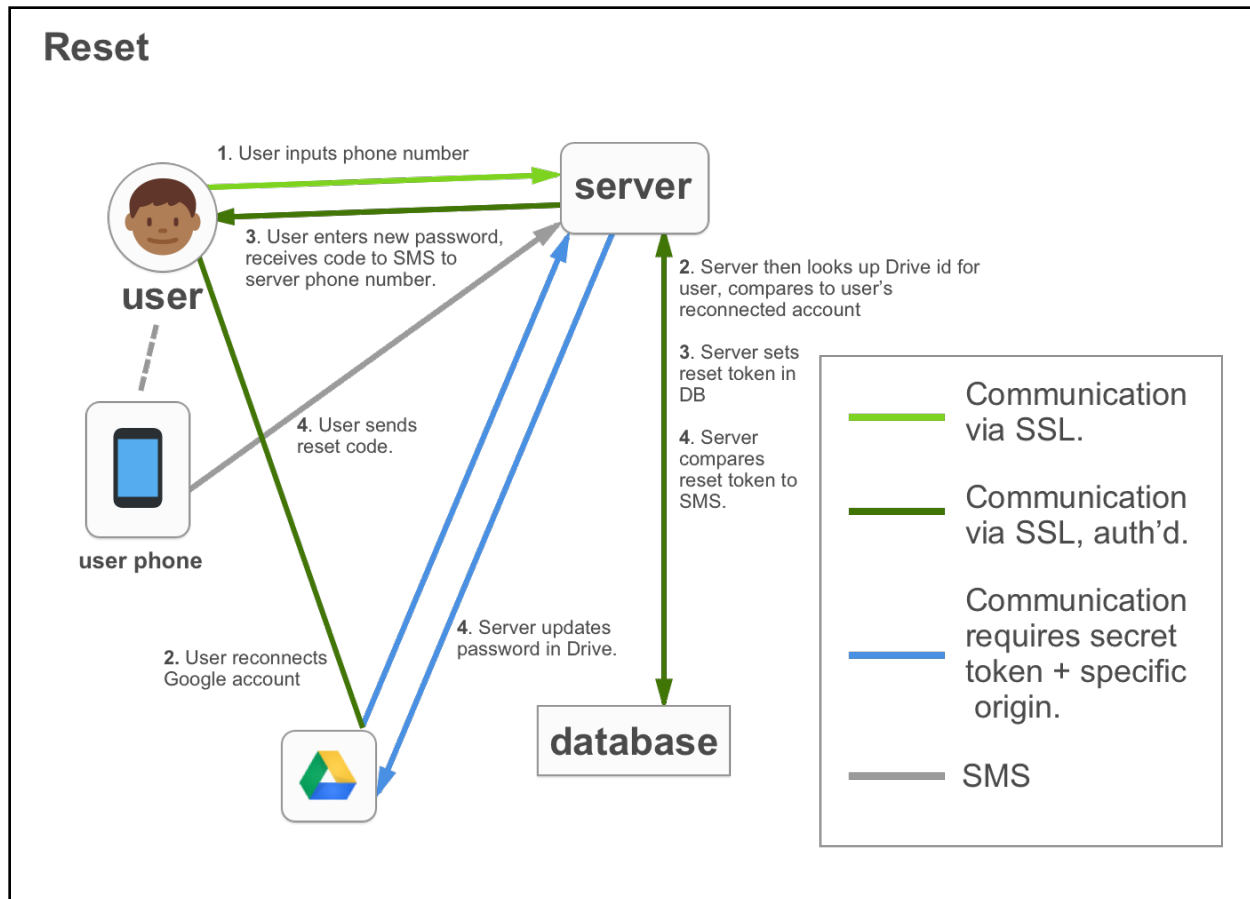 Reset
1. User inputs phone number
server
3. User enters new password,
receives code to SMS to
server phone number.
user
2. Server then looks up Drive id for
user, compares to user’s
reconnected account
3. Server sets
reset token in
DB
4. Server
compares
reset token to
SMS.
4. User sends
reset code.
user phone
4. Server updates
password in Drive.
2. User reconnects
Google account
database
Communication
via SSL.
Communication
via SSL, auth’d.
Communication
requires secret
token + specific
origin.
SMS